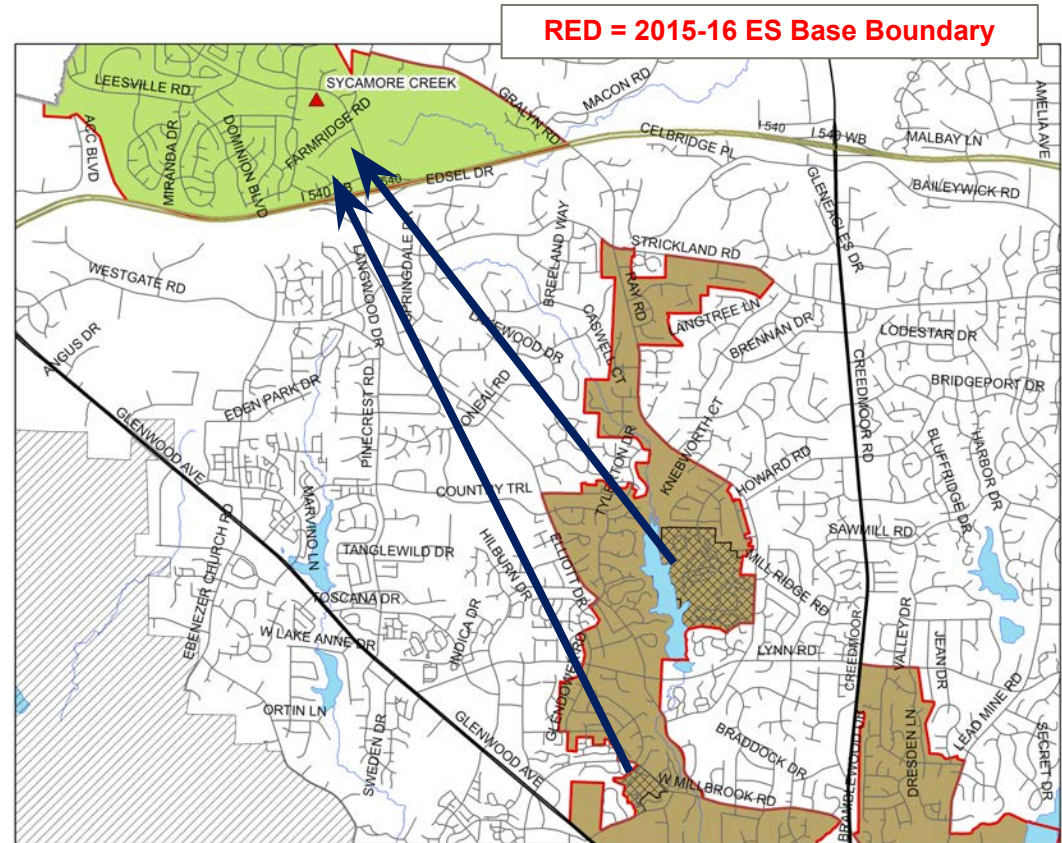 RED = 2015-16 ES Base Boundary
LEESVILLE RD
SYCAMORE CREEK
MACON RD
GRALYN RD
AMELIA AVE
ACC BLVD
MIRANDA DR
DOMINION BLVD
FARMRIDGE RD
CELBRIDGE PL
I 540
I 540 WB
MALBAY LN
EDSEL DR
I 540
540
BAILEYWICK RD
GLENEAGLES DR
STRICKLAND RD
BREELAND WAY
RAY RD
WESTGATE RD
LANGWOOD DR
SPRINGDALE
CASWELL CT
LANGTREE LN
BRENNAN DR
LODESTAR DR
ANGUS DR
EDEN PARK DR
PINECREST RD
ONEAL RD
CREEDMOOR RD
BRIDGEPORT DR
GLENWOOD AVE
KNEBWORTH CT
HOWARD RD
BLUFFRIDGE DR
HARBOR DR
COUNTRY TRL
SAWMILL RD
MARVINO LN
TANGLEWILD DR
HILBURN DR
ELLIOTT DR
MILL RIDGE RD
EBENEZER CHURCH RD
TOSCANA DR
W LAKE ANNE DR
INDICA DR
LYNN RD
CREEDMOOR
VALLEY DR
JEAN DR
LEAD MINE RD
ORTIN LN
SWEDEN DR
GLENWOOD AVE
BRADDOCK DR
DRESDEN LN
SECRET DR
W MILLBROOK RD
BRAMBLEWOOD DR